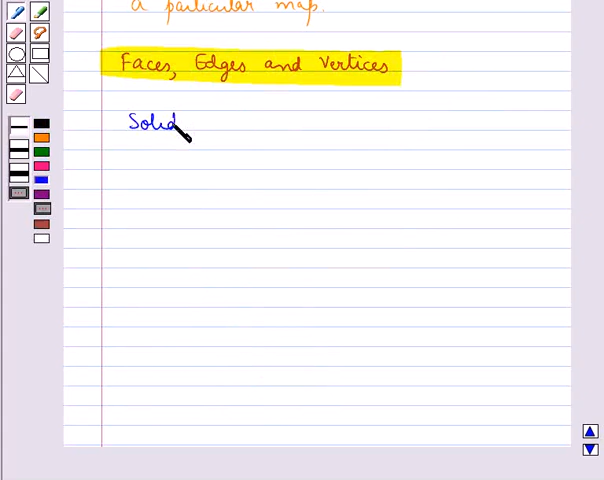 a particular map.
Faces, Edges and Vertices
Solid